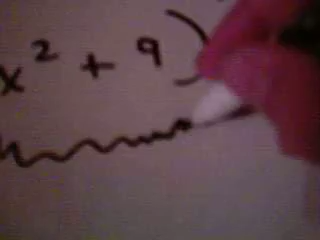 x² + 9)